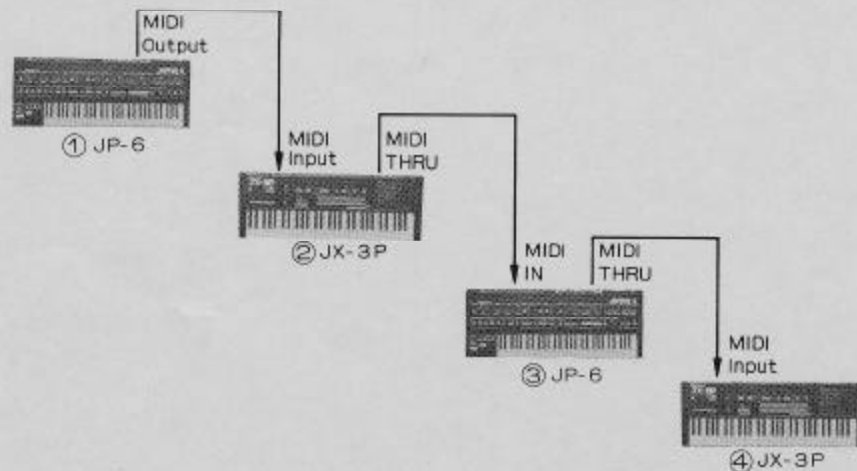 MIDI
Output
① JP-6
MIDI
Input
MIDI
THRU
② JX-3P
MIDI
IN
MIDI
THRU
③ JP-6
MIDI
Input
④ JX-3P